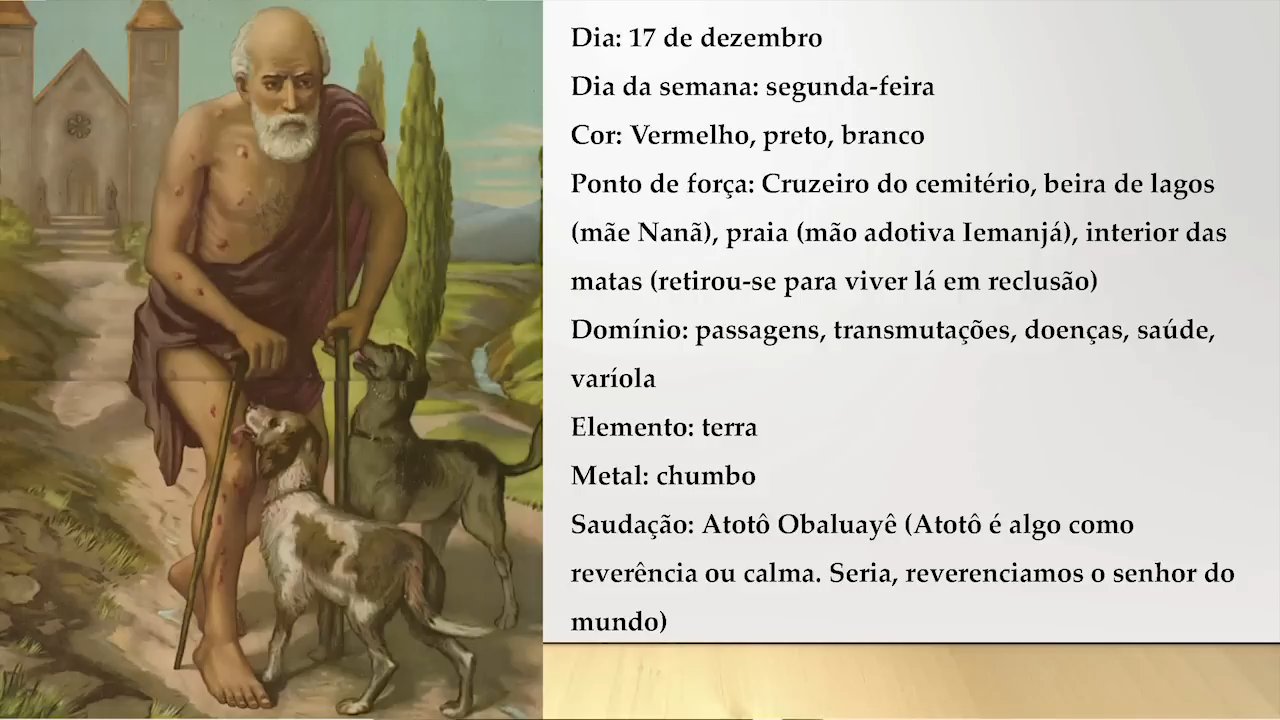 Dia: 17 de dezembro
Dia da semana: segunda-feira
Cor: Vermelho, preto, branco
Ponto de força: Cruzeiro do cemitério, beira de lagos
(mãe Nanã), praia (mão adotiva Iemanjá), interior das
matas (retirou-se para viver lá em reclusão)
Domínio: passagens, transmutações, doenças, saúde,
varíola
Elemento: terra
Metal: chumbo
Saudação: Atotô Obaluayê (Atotô é algo como
reverência ou calma. Seria, reverenciamos o senhor do
mundo)